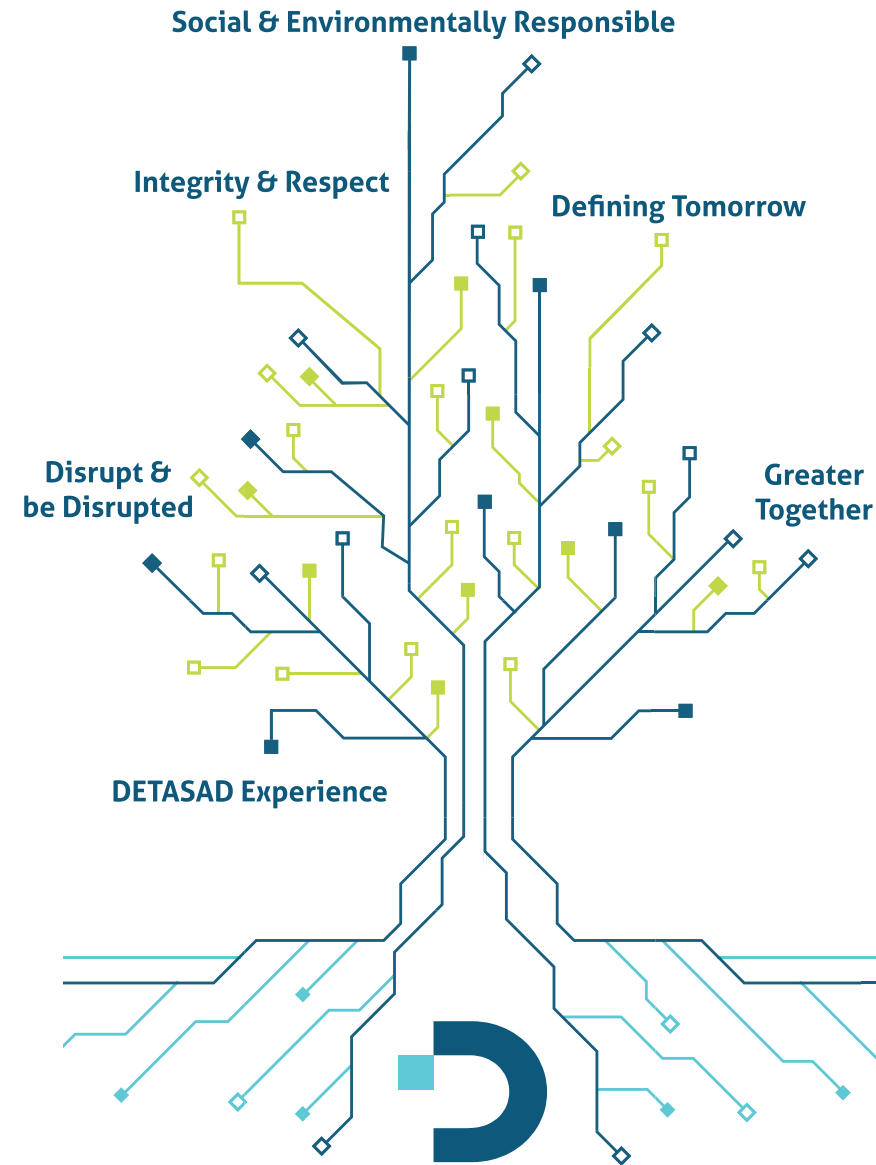 Social & Environmentally Responsible
Integrity & Respect
Defining Tomorrow
Disrupt &
be Disrupted
Greater
Together
DETASAD Experience